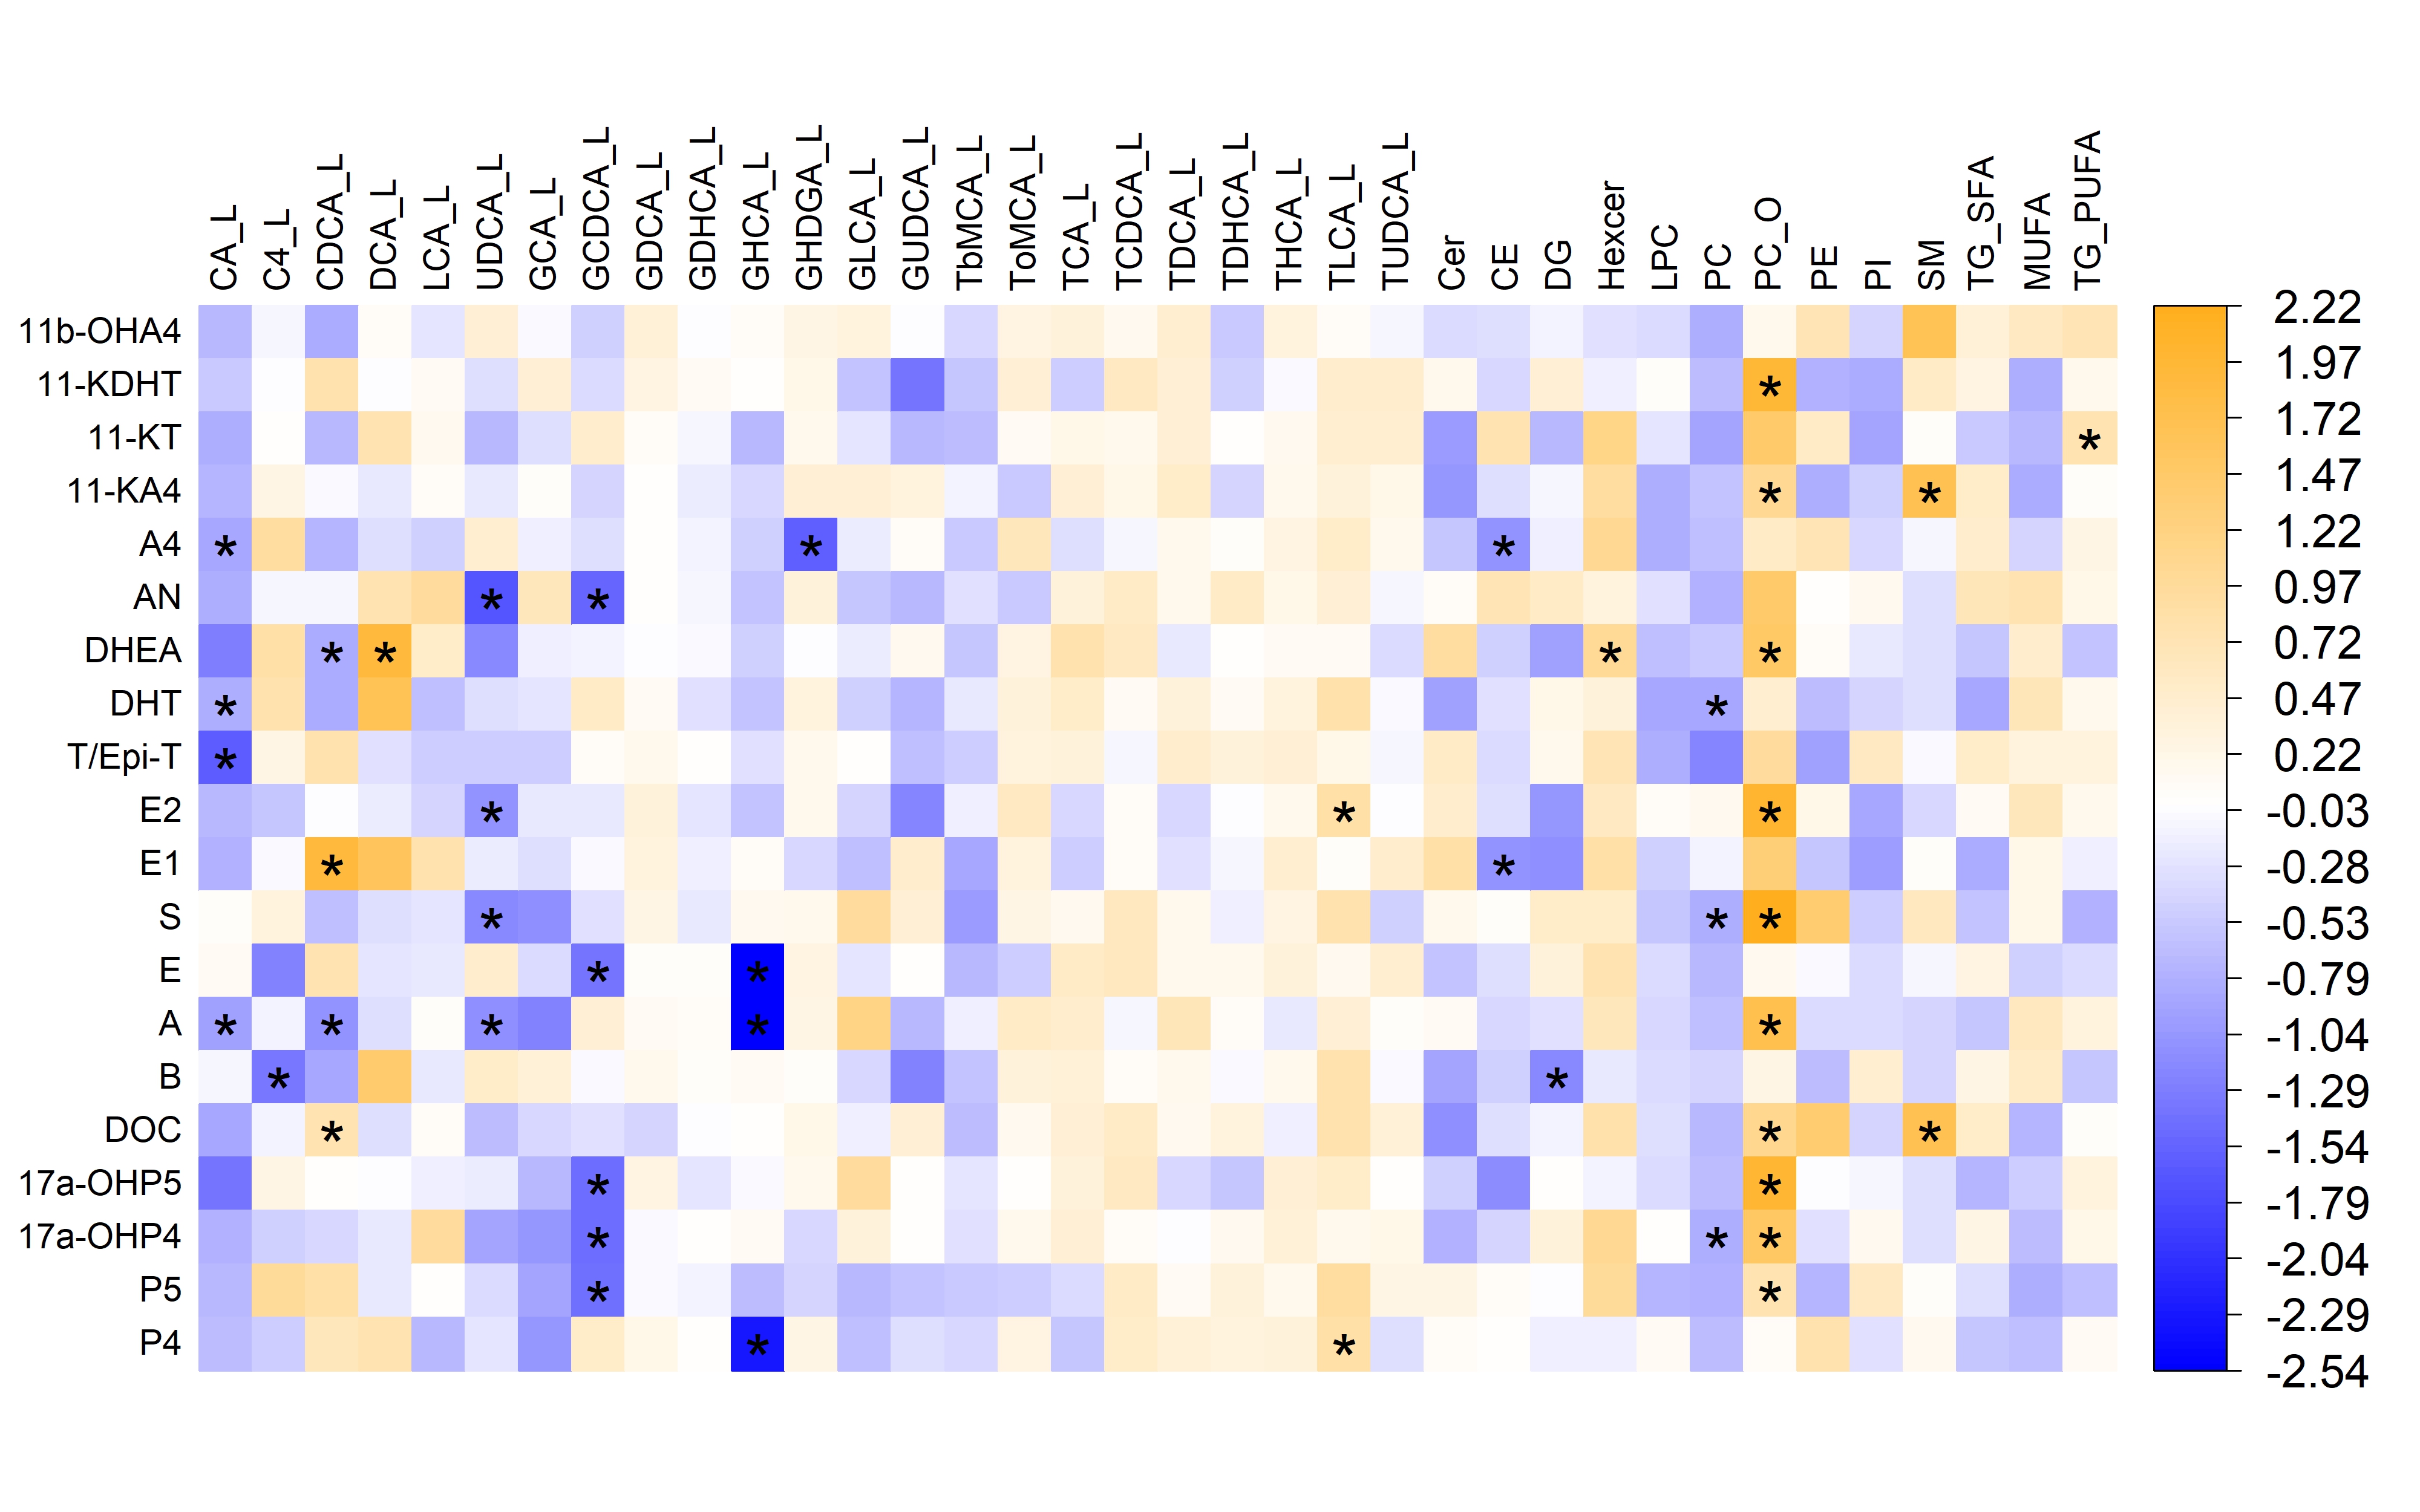 CA_L
C4_L
CDCA_L
DCA_L
LCA_L
UDCA_L
GCA_L
GCDCA_L
GDCA_L
GDHCA_L
GHCA_L
GHDGA_L
GLCA_L
GUDCA_L
TbMCA_L
ToMCA_L
TCA_L
TCDCA_L
TDCA_L
TDHCA_L
THCA_L
TLCA_L
TUDCA_L
Cer
CE
DG
Hexcer
LPC
PC
PC_O
PE
PI
SM
TG_SFA
MUFA
TG_PUFA
11b-OHA4
11-KDHT *
11-KT *
11-KA4 * *
A4 * * *
AN * *
DHEA * * * *
DHT * *
T/Epi-T *
E2 * * *
E1 * *
S * * *
E * *
A * * * * *
B * *
DOC * * *
17a-OHP5 * *
17a-OHP4 * * *
P5 * *
P4 * *
2.22
1.97
1.72
1.47
1.22
0.97
0.72
0.47
0.22
-0.03
-0.28
-0.53
-0.79
-1.04
-1.29
-1.54
-1.79
-2.04
-2.29
-2.54